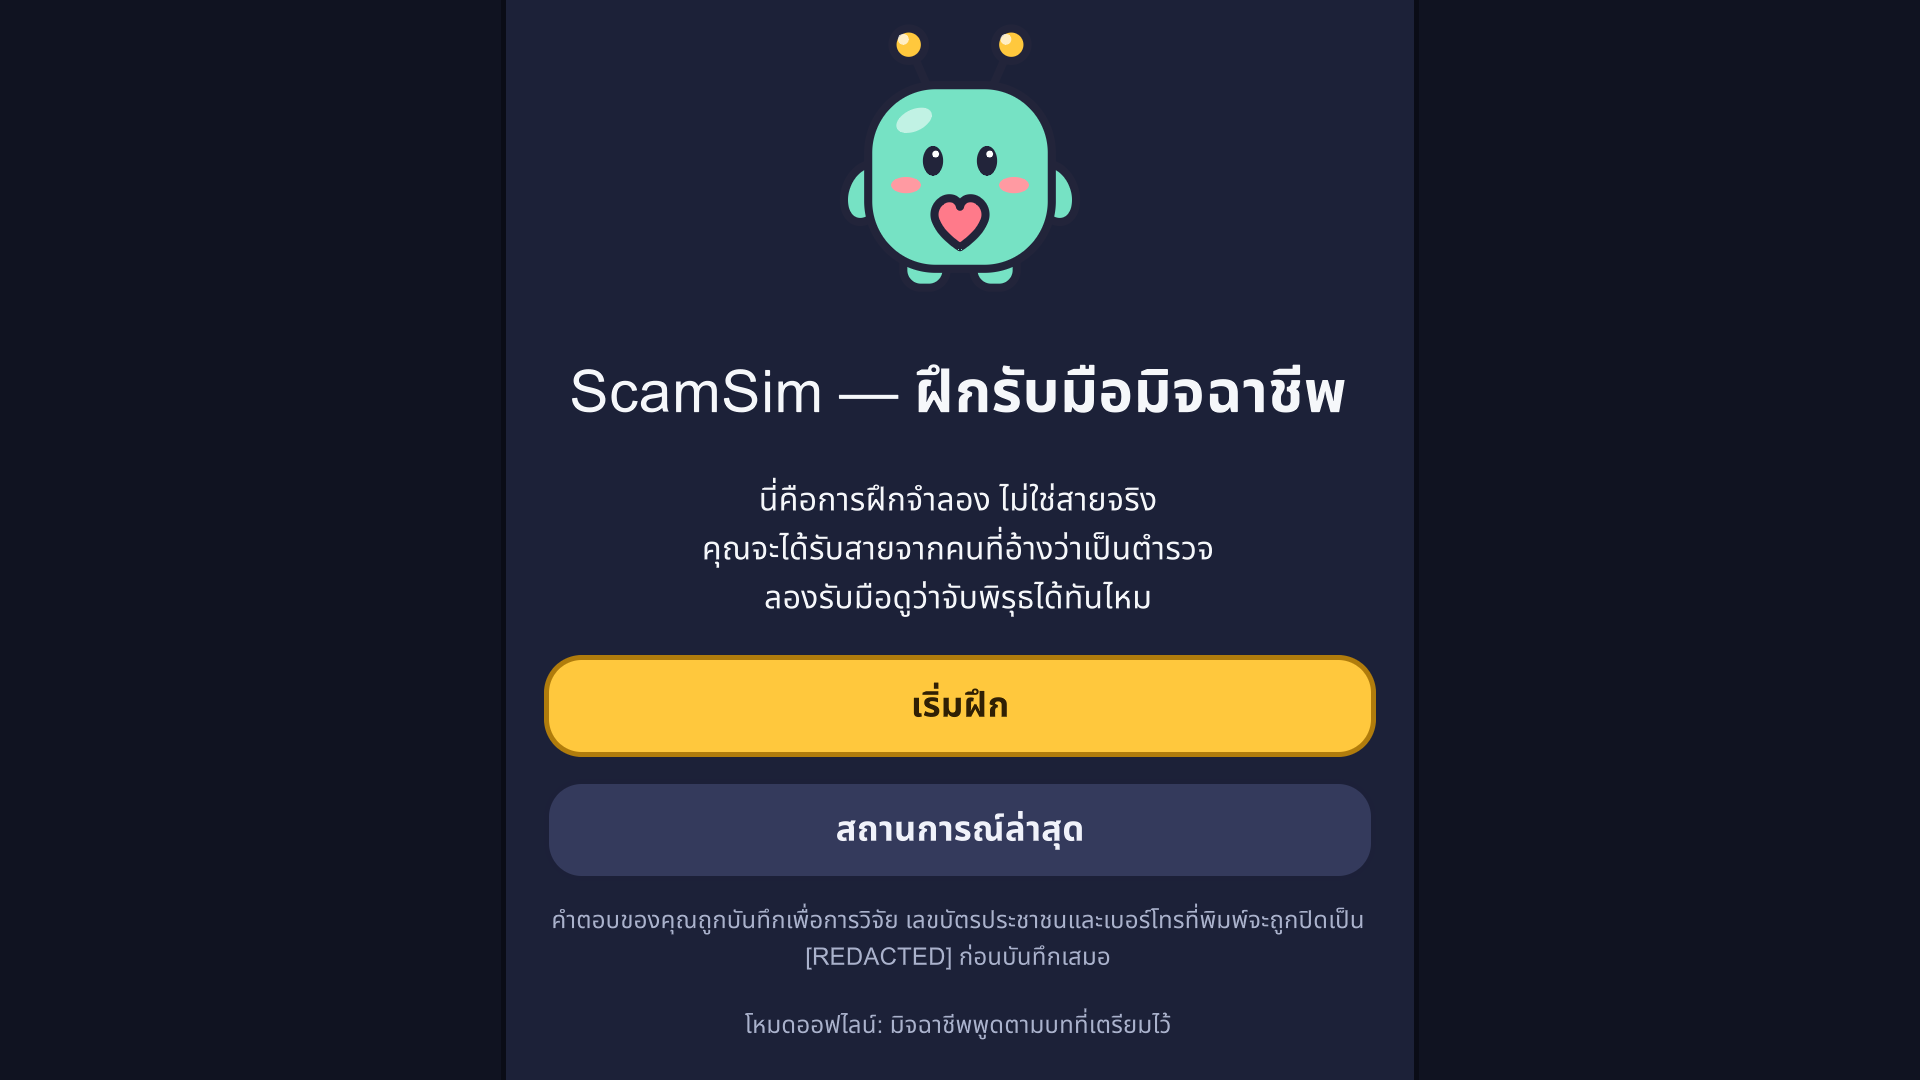 ScamSim — ฝึกรับมือมิจฉาชีพ
นี่คือการฝึกจำลอง ไม่ใช่สายจริง
คุณจะได้รับสายจากคนที่อ้างว่าเป็นตำรวจ
ลองรับมือดูว่าจับพิรุธได้ทันไหม
เริ่มฝึก
สถานการณ์ล่าสุด
คำตอบของคุณถูกบันทึกเพื่อการวิจัย เลขบัตรประชาชนและเบอร์โทรที่พิมพ์จะถูกปิดเป็น
[REDACTED] ก่อนบันทึกเสมอ
โหมดออฟไลน์: มิจฉาชีพพูดตามบทที่เตรียมไว้